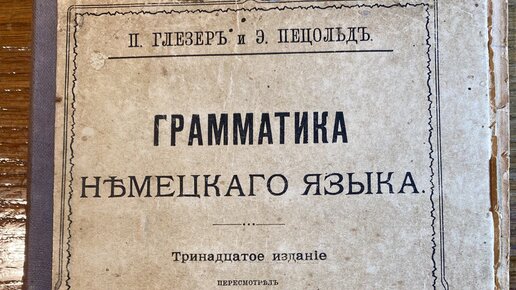 П. ГЛЕЗЕРЪ и Э. ПЕЦОЛЬДЪ.
ГРАММАТИКА
НѢМЕЦКАГО ЯЗЫКА.
Тринадцатое изданіе
ПЕРЕСМОТРѢЛЪ